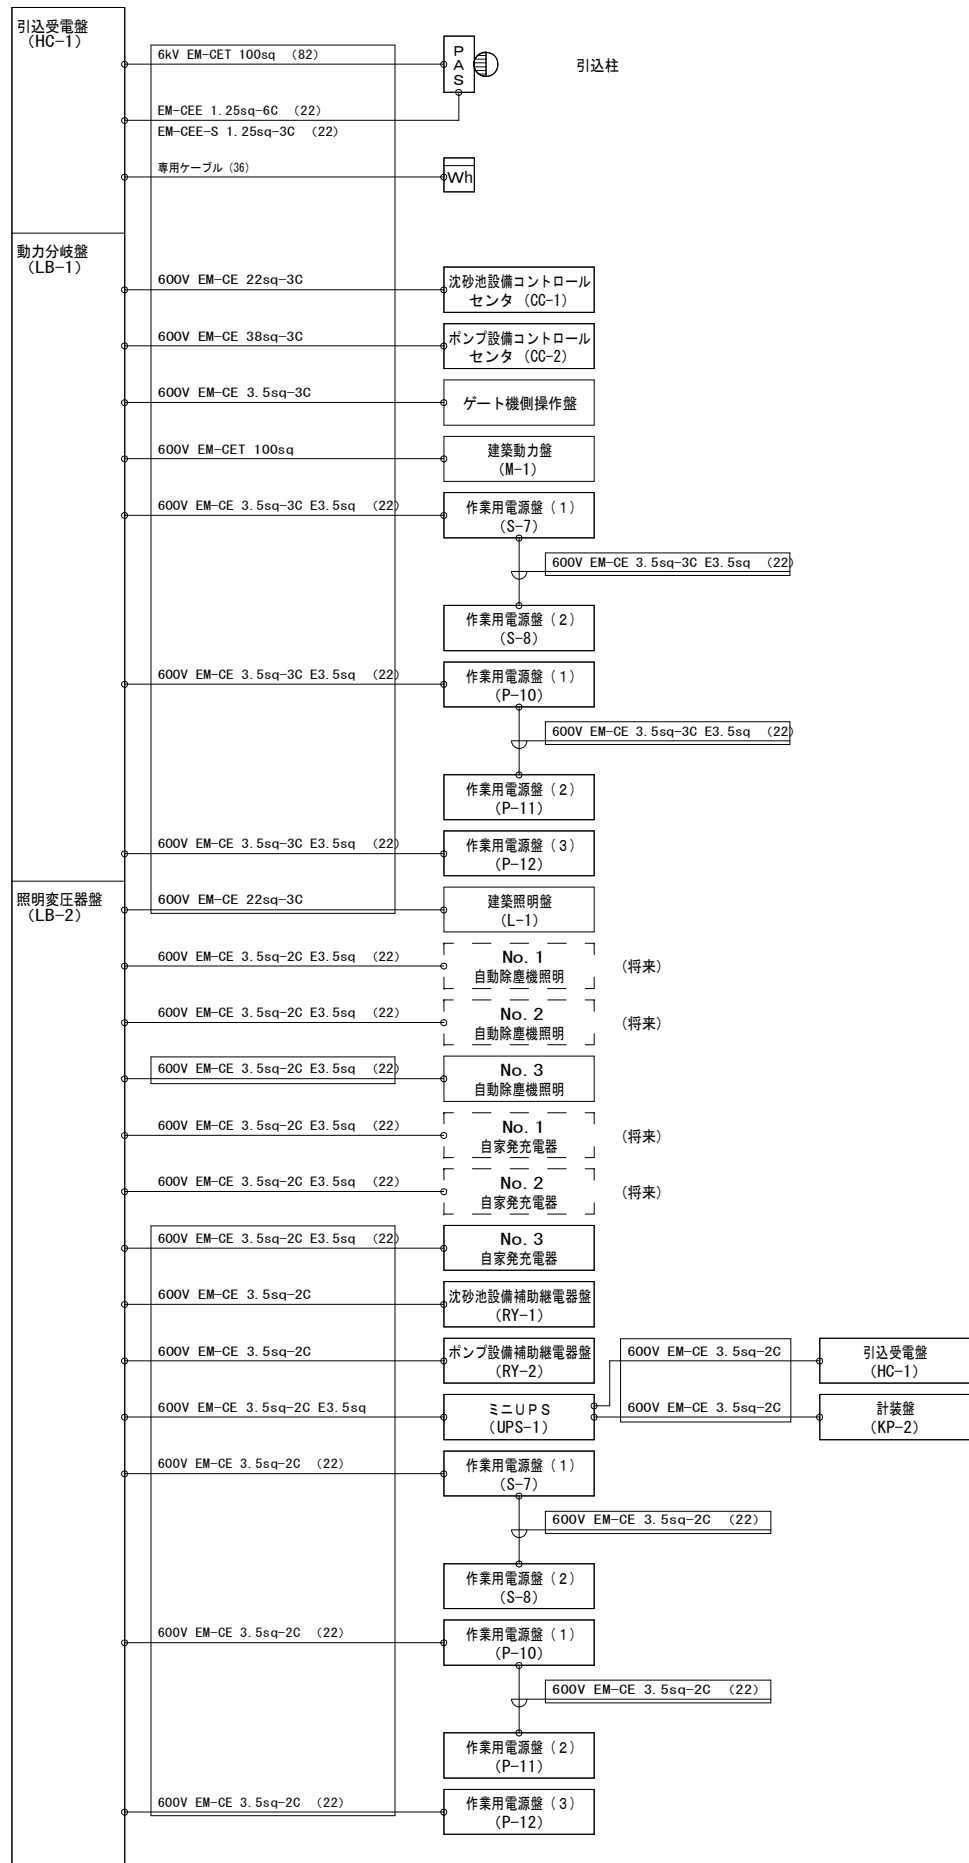 引込受電盤
(HC-1)
6kV EM-CET 100sq (82)
PAS
引込柱
EM-CEE 1.25sq-6C (22)
EM-CEE-S 1.25sq-3C (22)
専用ケーブル (36)
Wh
動力分岐盤
(LB-1)
600V EM-CE 22sq-3C
沈砂池設備コントロール
センタ (CC-1)
600V EM-CE 38sq-3C
ポンプ設備コントロール
センタ (CC-2)
600V EM-CE 3.5sq-3C
ゲート機側操作盤
600V EM-CET 100sq
建築動力盤
(M-1)
600V EM-CE 3.5sq-3C E3.5sq (22)
作業用電源盤(1)
(S-7)
600V EM-CE 3.5sq-3C E3.5sq (22)
作業用電源盤(2)
(S-8)
600V EM-CE 3.5sq-3C E3.5sq (22)
作業用電源盤(1)
(P-10)
600V EM-CE 3.5sq-3C E3.5sq (22)
作業用電源盤(2)
(P-11)
600V EM-CE 3.5sq-3C E3.5sq (22)
作業用電源盤(3)
(P-12)
照明変圧器盤
(LB-2)
600V EM-CE 22sq-3C
建築照明盤
(L-1)
600V EM-CE 3.5sq-2C E3.5sq (22)
No.1
自動除塵機照明
(将来)
600V EM-CE 3.5sq-2C E3.5sq (22)
No.2
自動除塵機照明
(将来)
600V EM-CE 3.5sq-2C E3.5sq (22)
No.3
自動除塵機照明
600V EM-CE 3.5sq-2C E3.5sq (22)
No.1
自家発充電器
(将来)
600V EM-CE 3.5sq-2C E3.5sq (22)
No.2
自家発充電器
(将来)
600V EM-CE 3.5sq-2C E3.5sq (22)
No.3
自家発充電器
600V EM-CE 3.5sq-2C
沈砂池設備補助継電器盤
(RY-1)
600V EM-CE 3.5sq-2C
ポンプ設備補助継電器盤
(RY-2)
600V EM-CE 3.5sq-2C
引込受電盤
(HC-1)
600V EM-CE 3.5sq-2C E3.5sq
ミニUPS
(UPS-1)
600V EM-CE 3.5sq-2C
計装盤
(KP-2)
600V EM-CE 3.5sq-2C (22)
作業用電源盤(1)
(S-7)
600V EM-CE 3.5sq-2C (22)
作業用電源盤(2)
(S-8)
600V EM-CE 3.5sq-2C (22)
作業用電源盤(1)
(P-10)
600V EM-CE 3.5sq-2C (22)
作業用電源盤(2)
(P-11)
600V EM-CE 3.5sq-2C (22)
作業用電源盤(3)
(P-12)